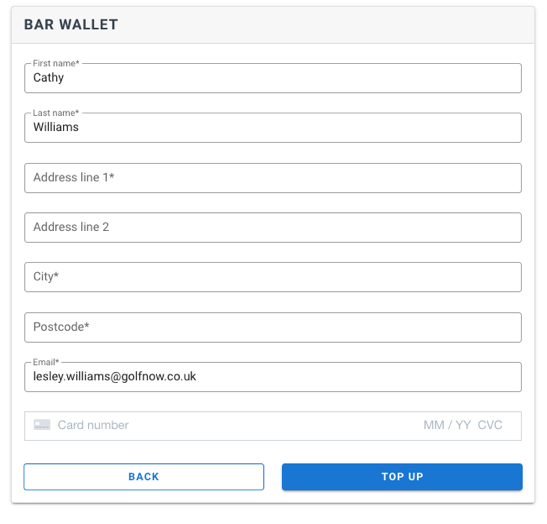 BAR WALLET
First name*
Cathy
Last name*
Williams
Address line 1*
Address line 2
City*
Postcode*
Email*
lesley.williams@golfnow.co.uk
Card number MM / YY CVC
BACK TOP UP